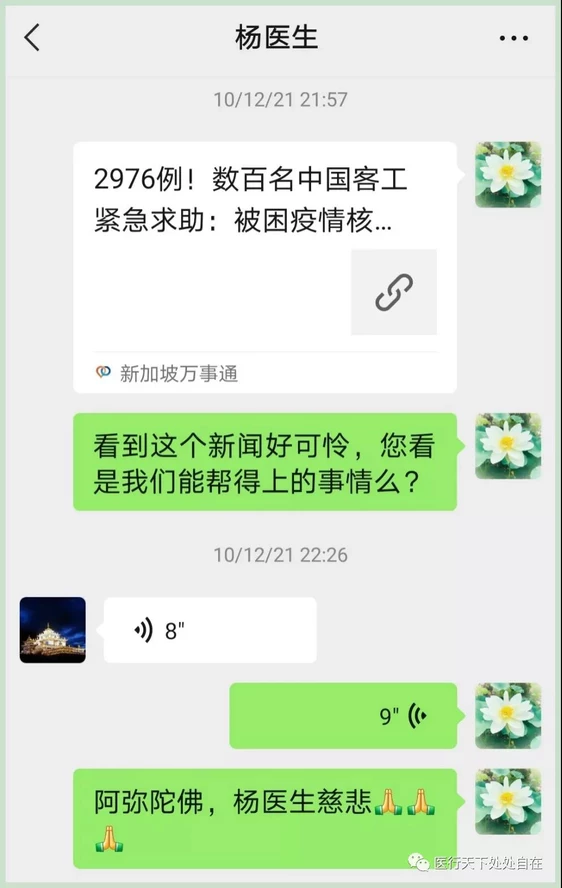 杨医生
10/12/21 21:57
2976例！数百名中国客工
紧急求助：被困疫情核...
新加坡万事通
看到这个新闻好可怜，您看
是我们能帮得上的事情么？
10/12/21 22:26
8"
9"
阿弥陀佛，杨医生慈悲🙏🙏
🙏
医行天下处处自在